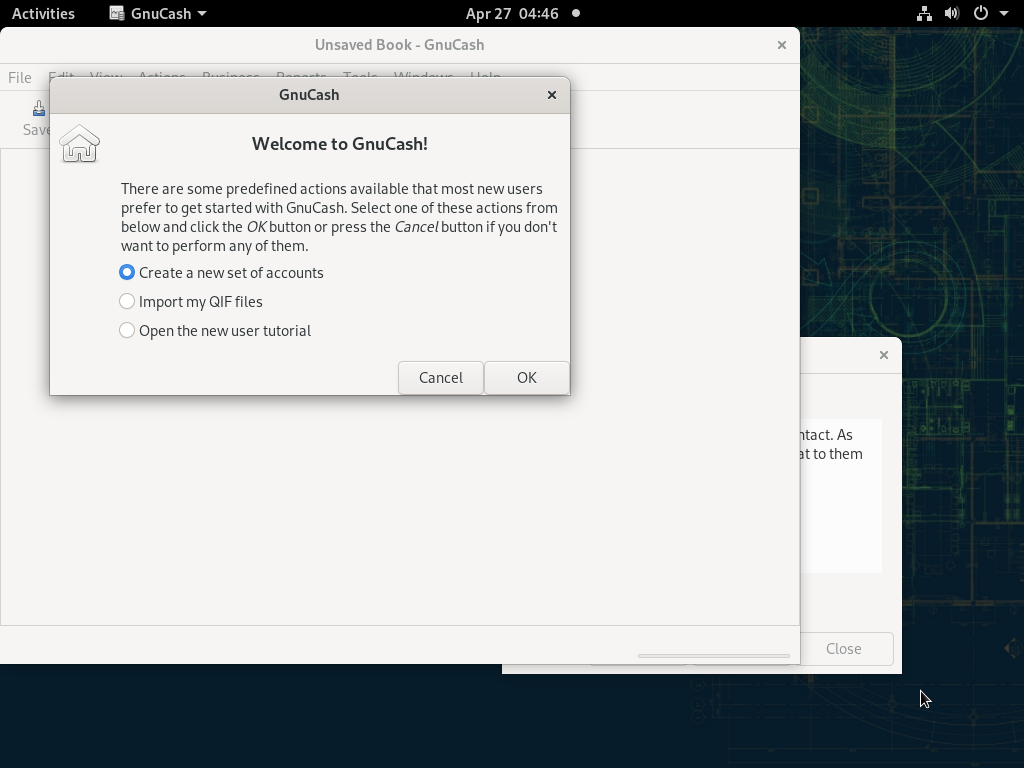 Activities GnuCash Apr 27 04:46
Unsaved Book - GnuCash
File Edit View Actions Business Reports Tools Windows Help
GnuCash
Save
Welcome to GnuCash!
There are some predefined actions available that most new users
prefer to get started with GnuCash. Select one of these actions from
below and click the OK button or press the Cancel button if you don't
want to perform any of them.
Create a new set of accounts
Import my QIF files
Open the new user tutorial
Cancel OK
As
to them
Close